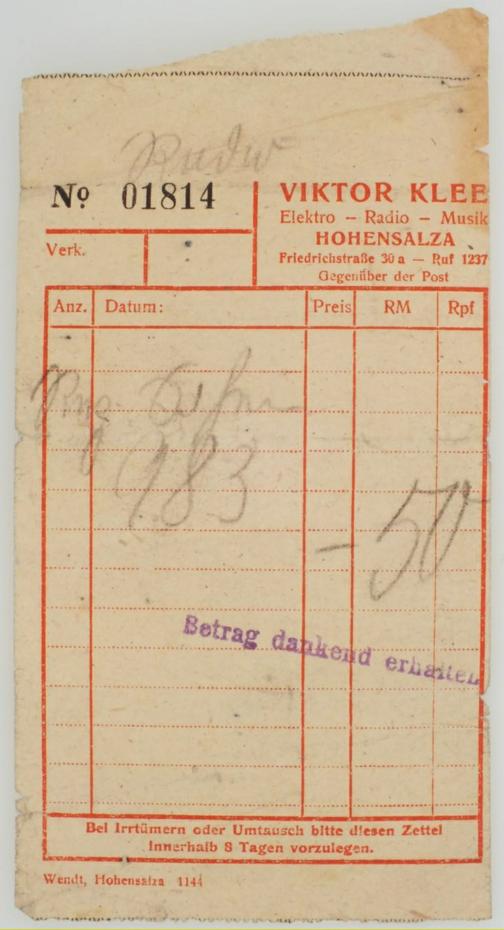 No 01814
VIKTOR KLEE
Elektro – Radio – Musik
HOHENSALZA
Friedrichstraße 30a — Ruf 1237
Gegenüber der Post
Verk.
Anz. Datum: Preis RM Rpf
183
– 50
Betrag dankend erhalten
Bei Irrtümern oder Umtausch bitte diesen Zettel
innerhalb 8 Tagen vorzulegen.
Wendt, Hohensalza 1144